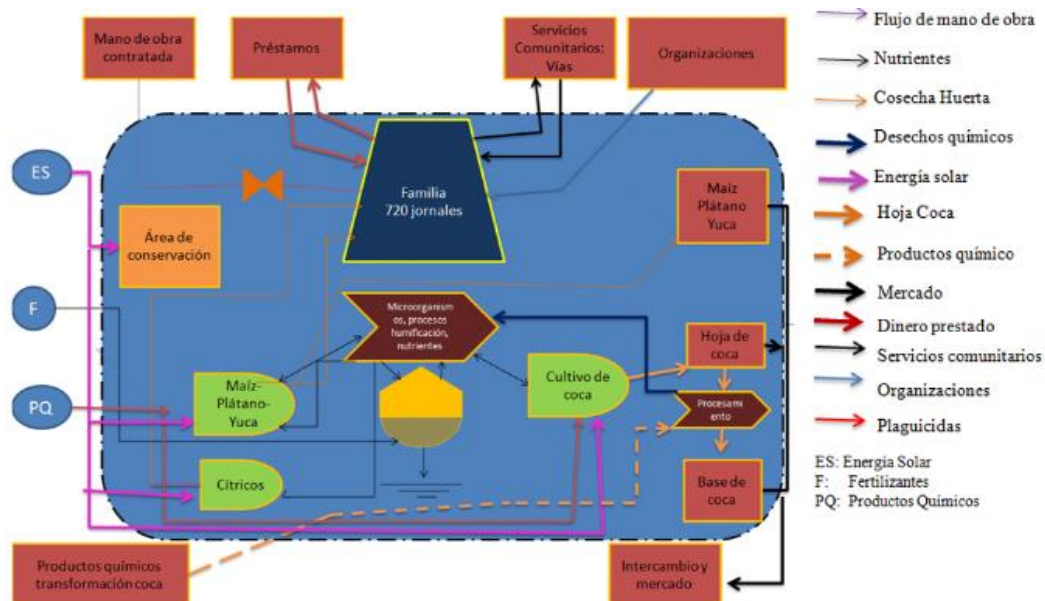 Mano de obra
contratada
Préstamos
Servicios
Comunitarios:
Vías
Organizaciones
ES
Área de
conservación
Familia
720 jornales
Maíz
Plátano
Yuca
F
Microorganism
os, procesos
humificación,
nutrientes
Hoja de
coca
PQ
Maíz-
Plátano-
Yuca
Cultivo de
coca
Procesami
ento
Cítricos
Base de
coca
Productos químicos
transformación coca
Intercambio y
mercado
Flujo de mano de obra
Nutrientes
Cosecha Huerta
Desechos químicos
Energía solar
Hoja Coca
Productos químico
Mercado
Dinero prestado
Servicios comunitarios
Organizaciones
Plaguicidas
ES: Energía Solar
F: Fertilizantes
PQ: Productos Químicos